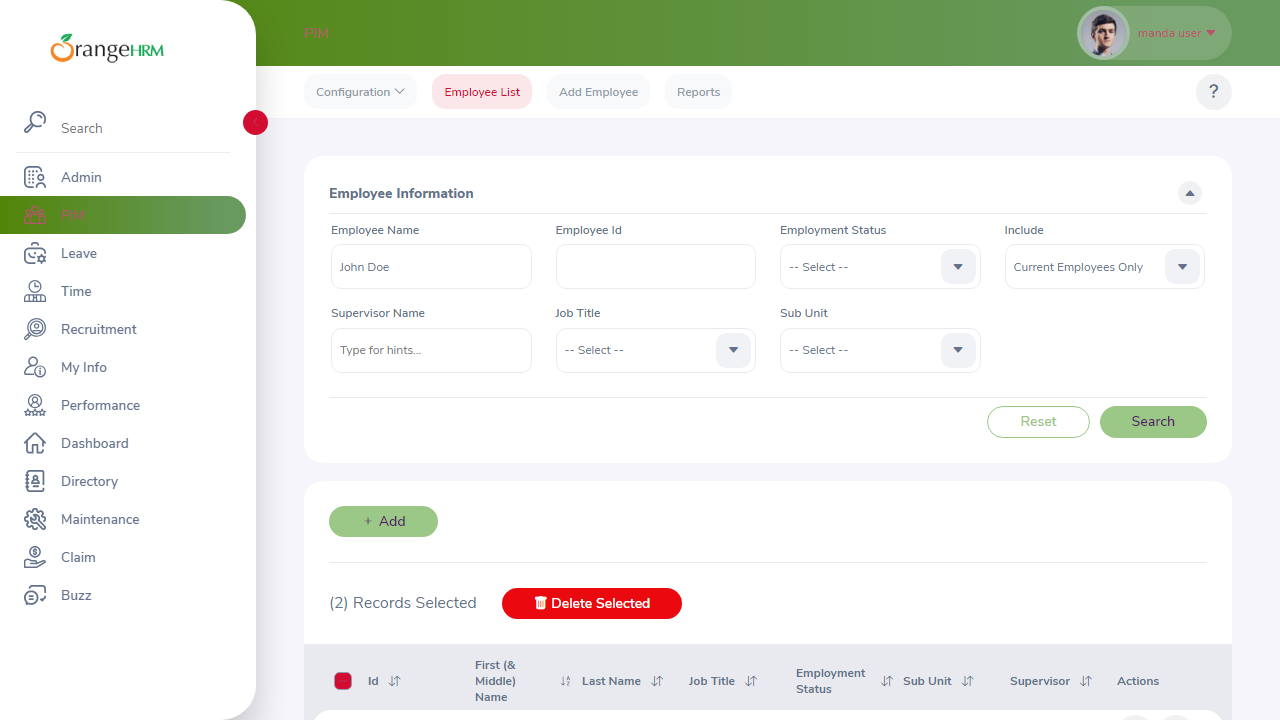 OrangeHRM
Search
Admin
PIM
Leave
Time
Recruitment
My Info
Performance
Dashboard
Directory
Maintenance
Claim
Buzz
PIM
manda user
Configuration
Employee List
Add Employee
Reports
?
Employee Information
Employee Name
Employee Id
Employment Status
Include
John Doe
-- Select --
Current Employees Only
Supervisor Name
Job Title
Sub Unit
Type for hints...
-- Select --
-- Select --
Reset
Search
+ Add
(2) Records Selected
Delete Selected
Id
First (&
Middle)
Name
Last Name
Job Title
Employment
Status
Sub Unit
Supervisor
Actions